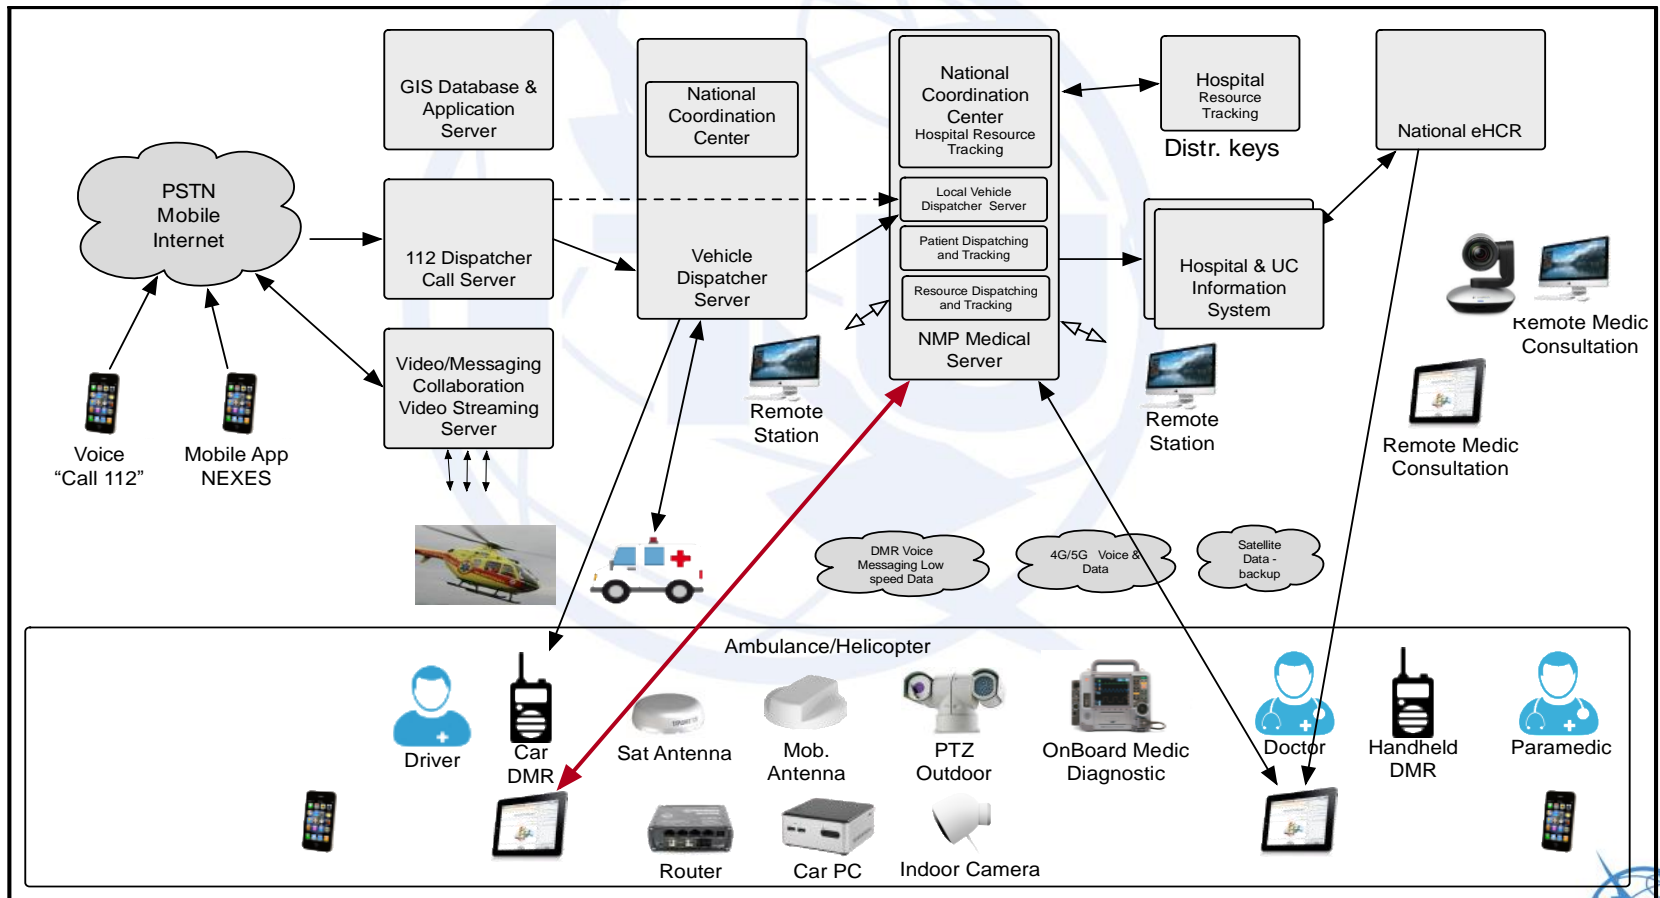 GIS Database &
Application
Server
National
Coordination
Center
National
Coordination
Center
Hospital Resource
Tracking
Hospital
Resource
Tracking
Distr. keys
National eHCR
PSTN
Mobile
Internet
112 Dispatcher
Call Server
Vehicle
Dispatcher
Server
Local Vehicle
Dispatcher Server
Patient Dispatching
and Tracking
Resource Dispatching
and Tracking
NMP Medical
Server
Hospital & UC
Information
System
Remote Medic
Consultation
Video/Messaging
Collaboration
Video Streaming
Server
Voice
“Call 112”
Mobile App
NEXES
Remote
Station
Remote
Station
Remote Medic
Consultation
DMR Voice
Messaging Low
speed Data
4G/5G Voice &
Data
Satellite
Data -
backup
Ambulance/Helicopter
Driver
Car
DMR
Sat Antenna
Mob.
Antenna
PTZ
Outdoor
OnBoard Medic
Diagnostic
Doctor
Handheld
DMR
Paramedic
Router
Car PC
Indoor Camera